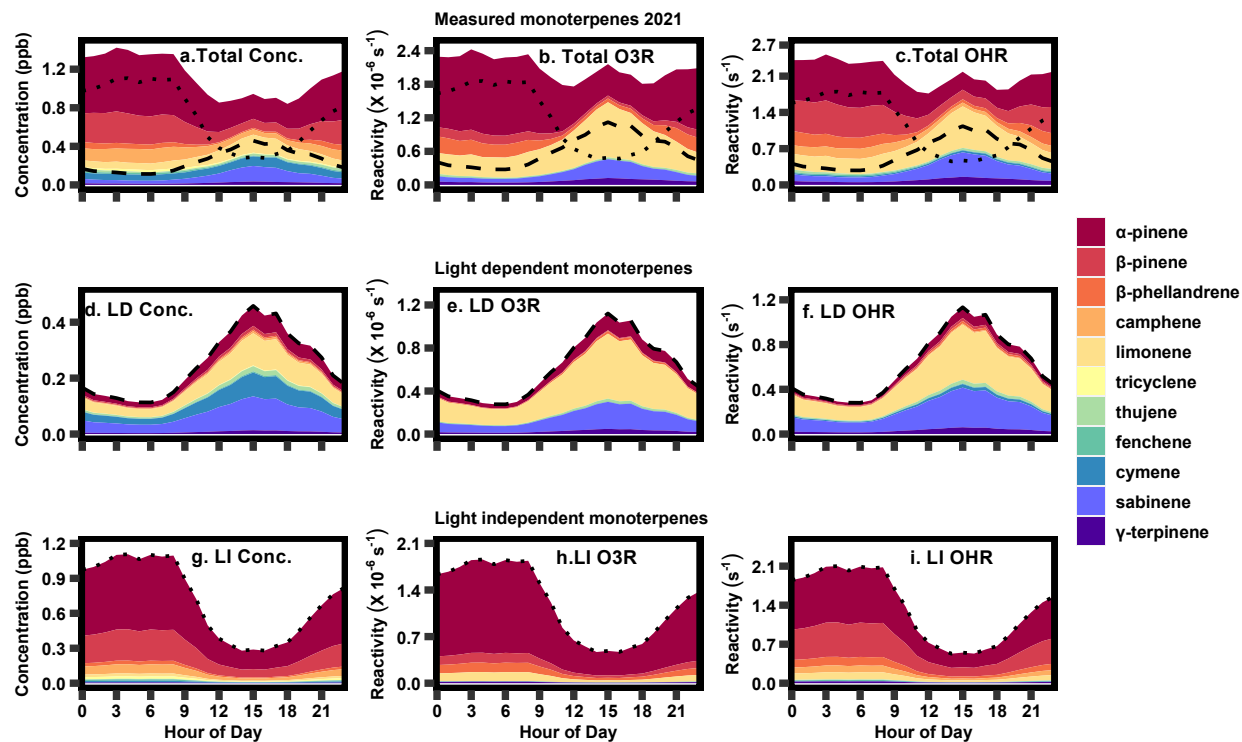 Measured monoterpenes 2021
a.Total Conc.
b. Total O3R
c.Total OHR
Concentration (ppb)
0.0
0.4
0.8
1.2
Reactivity (X 10⁻⁶ s⁻¹)
0.0
0.6
1.2
1.8
2.4
Reactivity (s⁻¹)
0.0
0.7
1.4
2.1
2.7
Light dependent monoterpenes
d. LD Conc.
e. LD O3R
f. LD OHR
Concentration (ppb)
0.0
0.2
0.4
Reactivity (X 10⁻⁶ s⁻¹)
0.0
0.4
0.8
1.2
Reactivity (s⁻¹)
0.0
0.4
0.8
1.2
Light independent monoterpenes
g. LI Conc.
h.LI O3R
i. LI OHR
Concentration (ppb)
0.0
0.3
0.6
0.9
1.2
Reactivity (X 10⁻⁶ s⁻¹)
0.0
0.7
1.4
2.1
Reactivity (s⁻¹)
0.0
0.7
1.4
2.1
0 3 6 9 12 15 18 21
0 3 6 9 12 15 18 21
0 3 6 9 12 15 18 21
Hour of Day
Hour of Day
Hour of Day
α-pinene
β-pinene
β-phellandrene
camphene
limonene
tricyclene
thujene
fenchene
cymene
sabinene
γ-terpinene